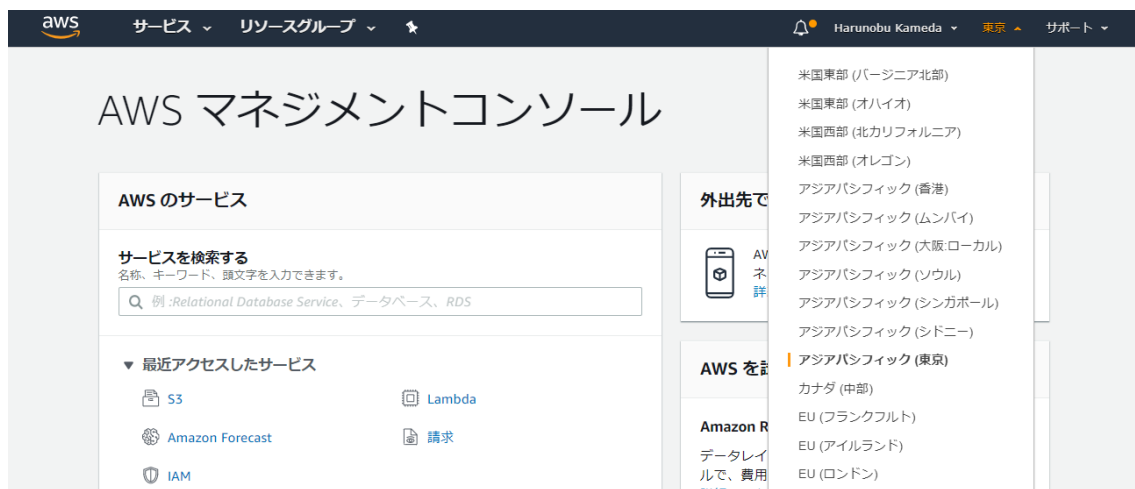 aws サービス リソースグループ Harunobu Kameda 東京 サポート
AWS マネジメントコンソール
AWS のサービス
サービスを検索する
名称、キーワード、頭文字を入力できます。
例 :Relational Database Service、データベース、RDS
最近アクセスしたサービス
S3
Lambda
Amazon Forecast
請求
IAM
外出先で
AW
ネ
詳
AWS を
Amazon R
データレイ
ルで、費用
米国東部 (バージニア北部)
米国東部 (オハイオ)
米国西部 (北カリフォルニア)
米国西部 (オレゴン)
アジアパシフィック (香港)
アジアパシフィック (ムンバイ)
アジアパシフィック (大阪:ローカル)
アジアパシフィック (ソウル)
アジアパシフィック (シンガポール)
アジアパシフィック (シドニー)
アジアパシフィック (東京)
カナダ (中部)
EU (フランクフルト)
EU (アイルランド)
EU (ロンドン)